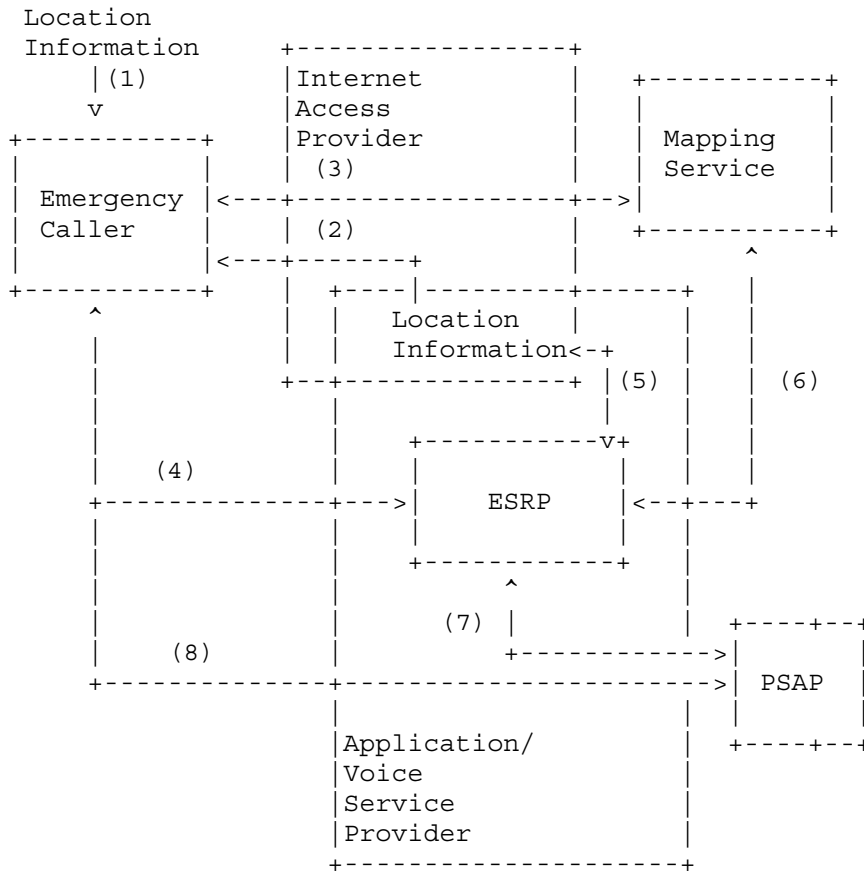 Location
Information
(1)
Internet
Access
Provider
Mapping
Service
(3)
Emergency
Caller
(2)
Location
Information
(5)
(6)
(4)
ESRP
(7)
(8)
PSAP
Application/
Voice
Service
Provider